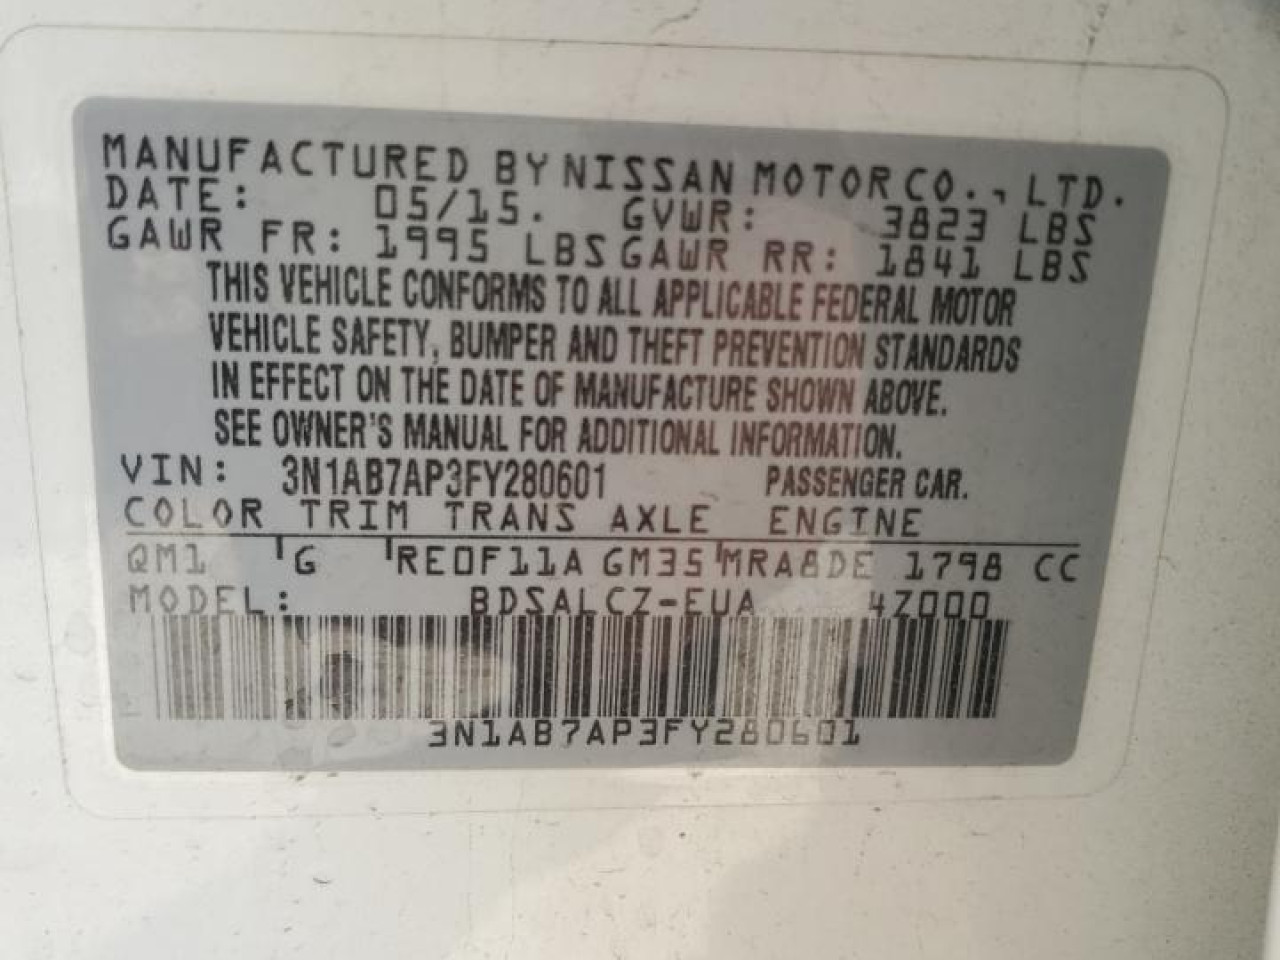 MANUFACTURED BY NISSAN MOTOR CO., LTD.
DATE: 05/15. GVWR: 3823 LBS
GAWR FR: 1995 LBS GAWR RR: 1841 LBS
THIS VEHICLE CONFORMS TO ALL APPLICABLE FEDERAL MOTOR
VEHICLE SAFETY, BUMPER AND THEFT PREVENTION STANDARDS
IN EFFECT ON THE DATE OF MANUFACTURE SHOWN ABOVE.
SEE OWNER'S MANUAL FOR ADDITIONAL INFORMATION.
VIN: 3N1AB7AP3FY280601 PASSENGER CAR.
COLOR TRIM TRANS AXLE ENGINE
QM1 G RE0F11A GM35 MRA8DE 1798 CC
MODEL: BDSALCZ-EUA 4Z000
3N1AB7AP3FY280601